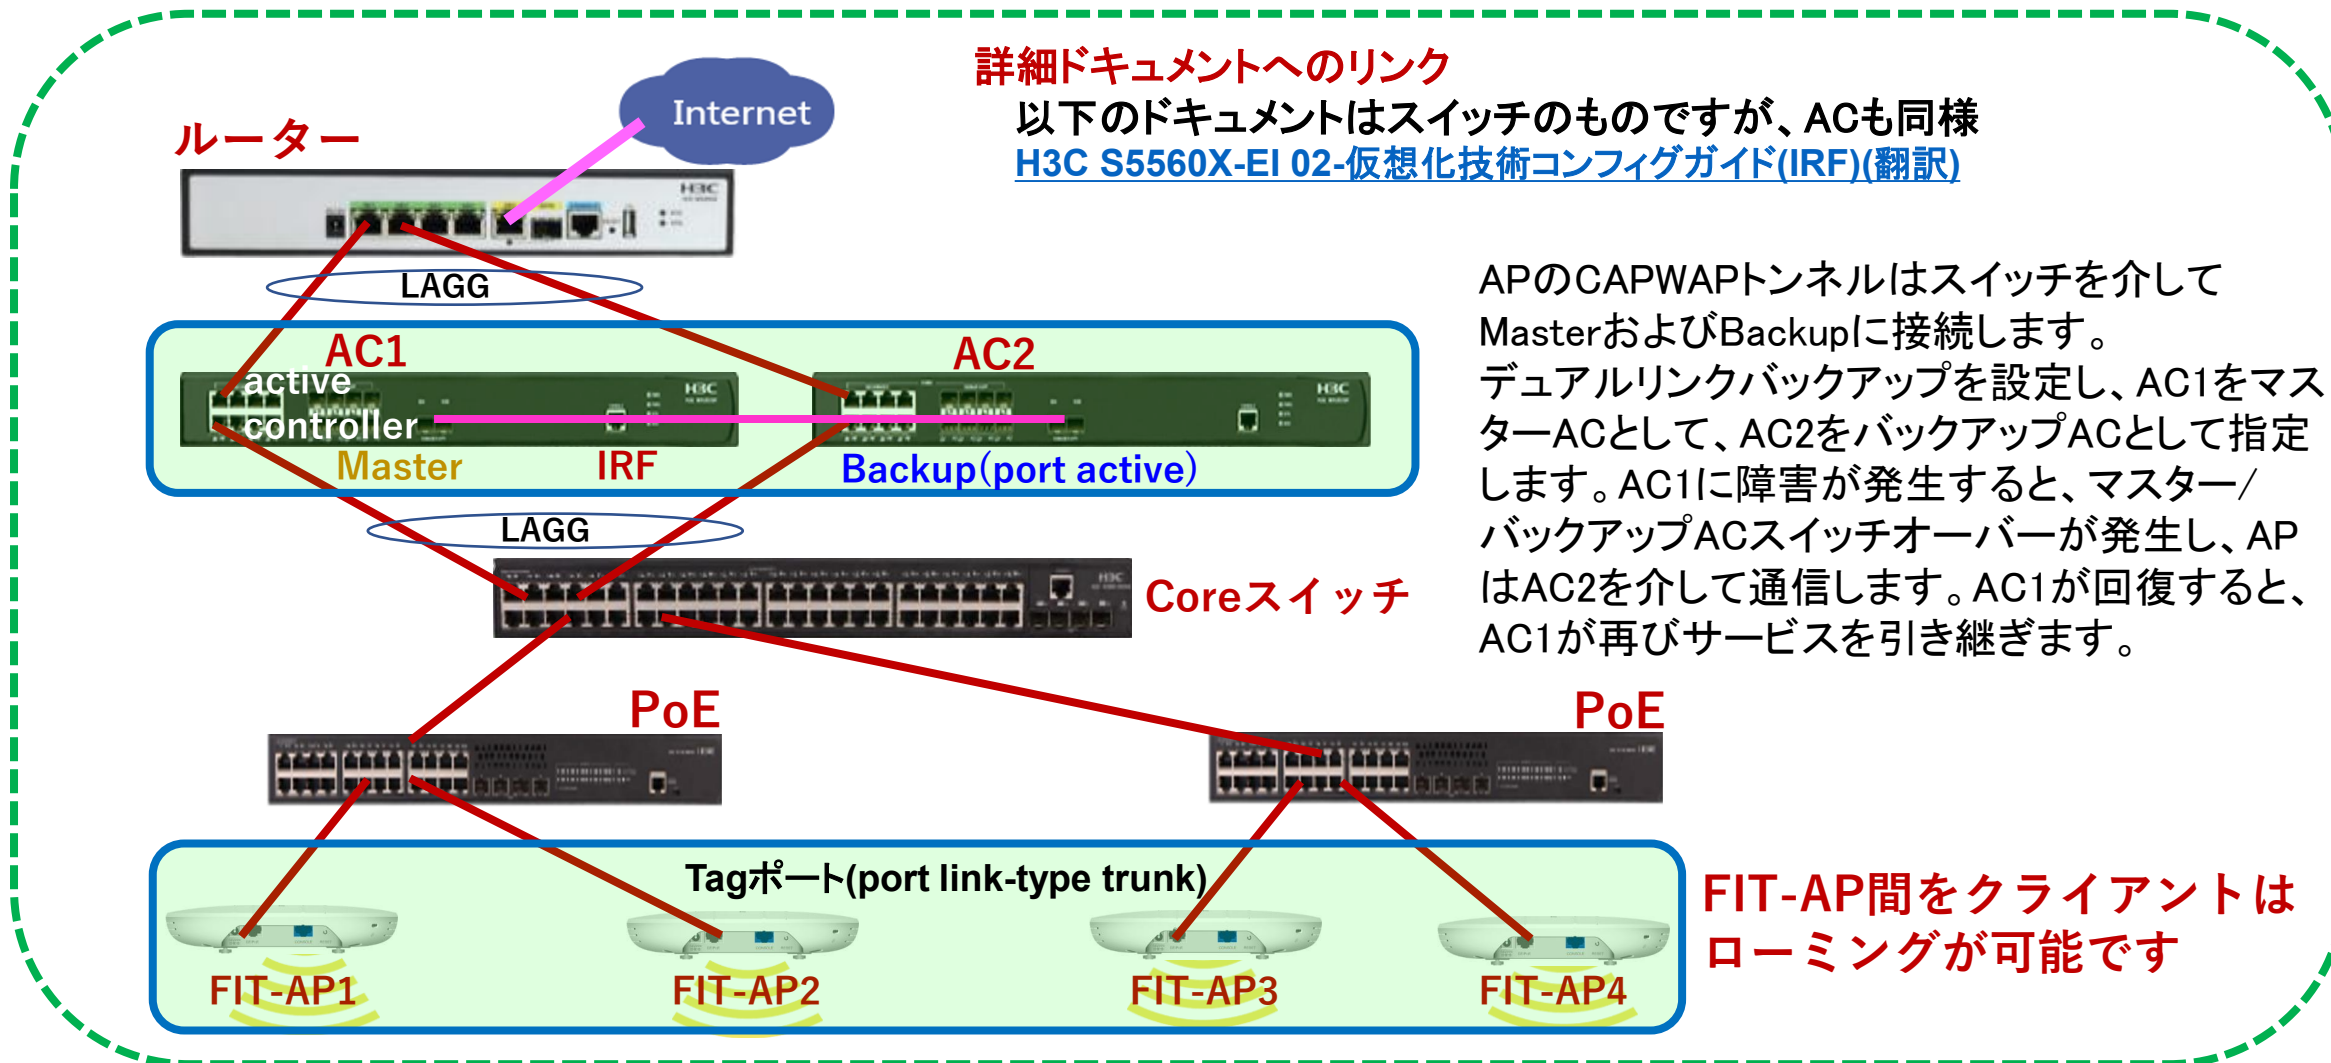 詳細ドキュメントへのリンク
以下のドキュメントはスイッチのものですが、ACも同様
H3C S5560X-EI 02-仮想化技術コンフィグガイド(IRF)(翻訳)
Internet
ルーター
H3C
LAGG
AC1
AC2
active
controller
H3C
H3C
Master
IRF
Backup(port active)
LAGG
H3C
Coreスイッチ
APのCAPWAPトンネルはスイッチを介して
MasterおよびBackupに接続します。
デュアルリンクバックアップを設定し、AC1をマス
ターACとして、AC2をバックアップACとして指定
します。AC1に障害が発生すると、マスター/
バックアップACスイッチオーバーが発生し、AP
はAC2を介して通信します。AC1が回復すると、
AC1が再びサービスを引き継ぎます。
PoE
PoE
Tagポート(port link-type trunk)
FIT-AP1
FIT-AP2
FIT-AP3
FIT-AP4
FIT-AP間をクライアントは
ローミングが可能です